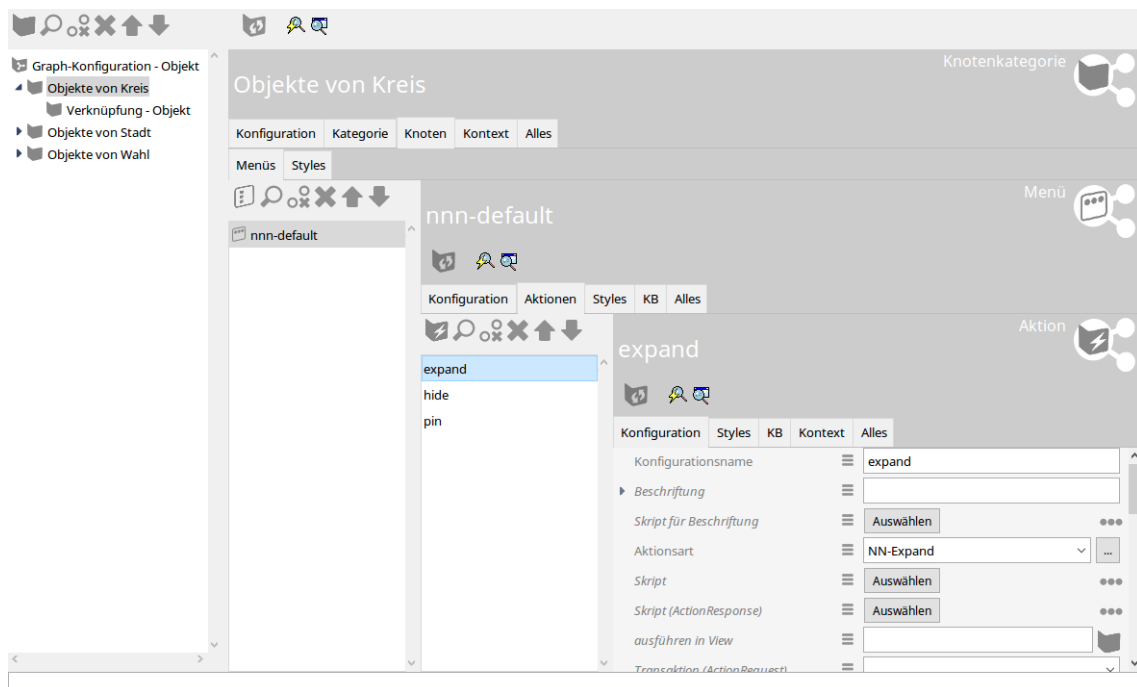 Graph-Konfiguration - Objekt
Objekte von Kreis
Verknüpfung - Objekt
Objekte von Stadt
Objekte von Wahl
Knotenkategorie
Objekte von Kreis
Konfiguration Kategorie Knoten Kontext Alles
Menüs Styles
nnn-default
Menü
nnn-default
Konfiguration Aktionen Styles KB Alles
expand
hide
pin
Aktion
expand
Konfiguration Styles KB Kontext Alles
Konfigurationsname expand
Beschriftung
Skript für Beschriftung Auswählen
Aktionsart NN-Expand ...
Skript Auswählen
Skript (ActionResponse) Auswählen
ausführen in View
Transaktion (ActionRequest)